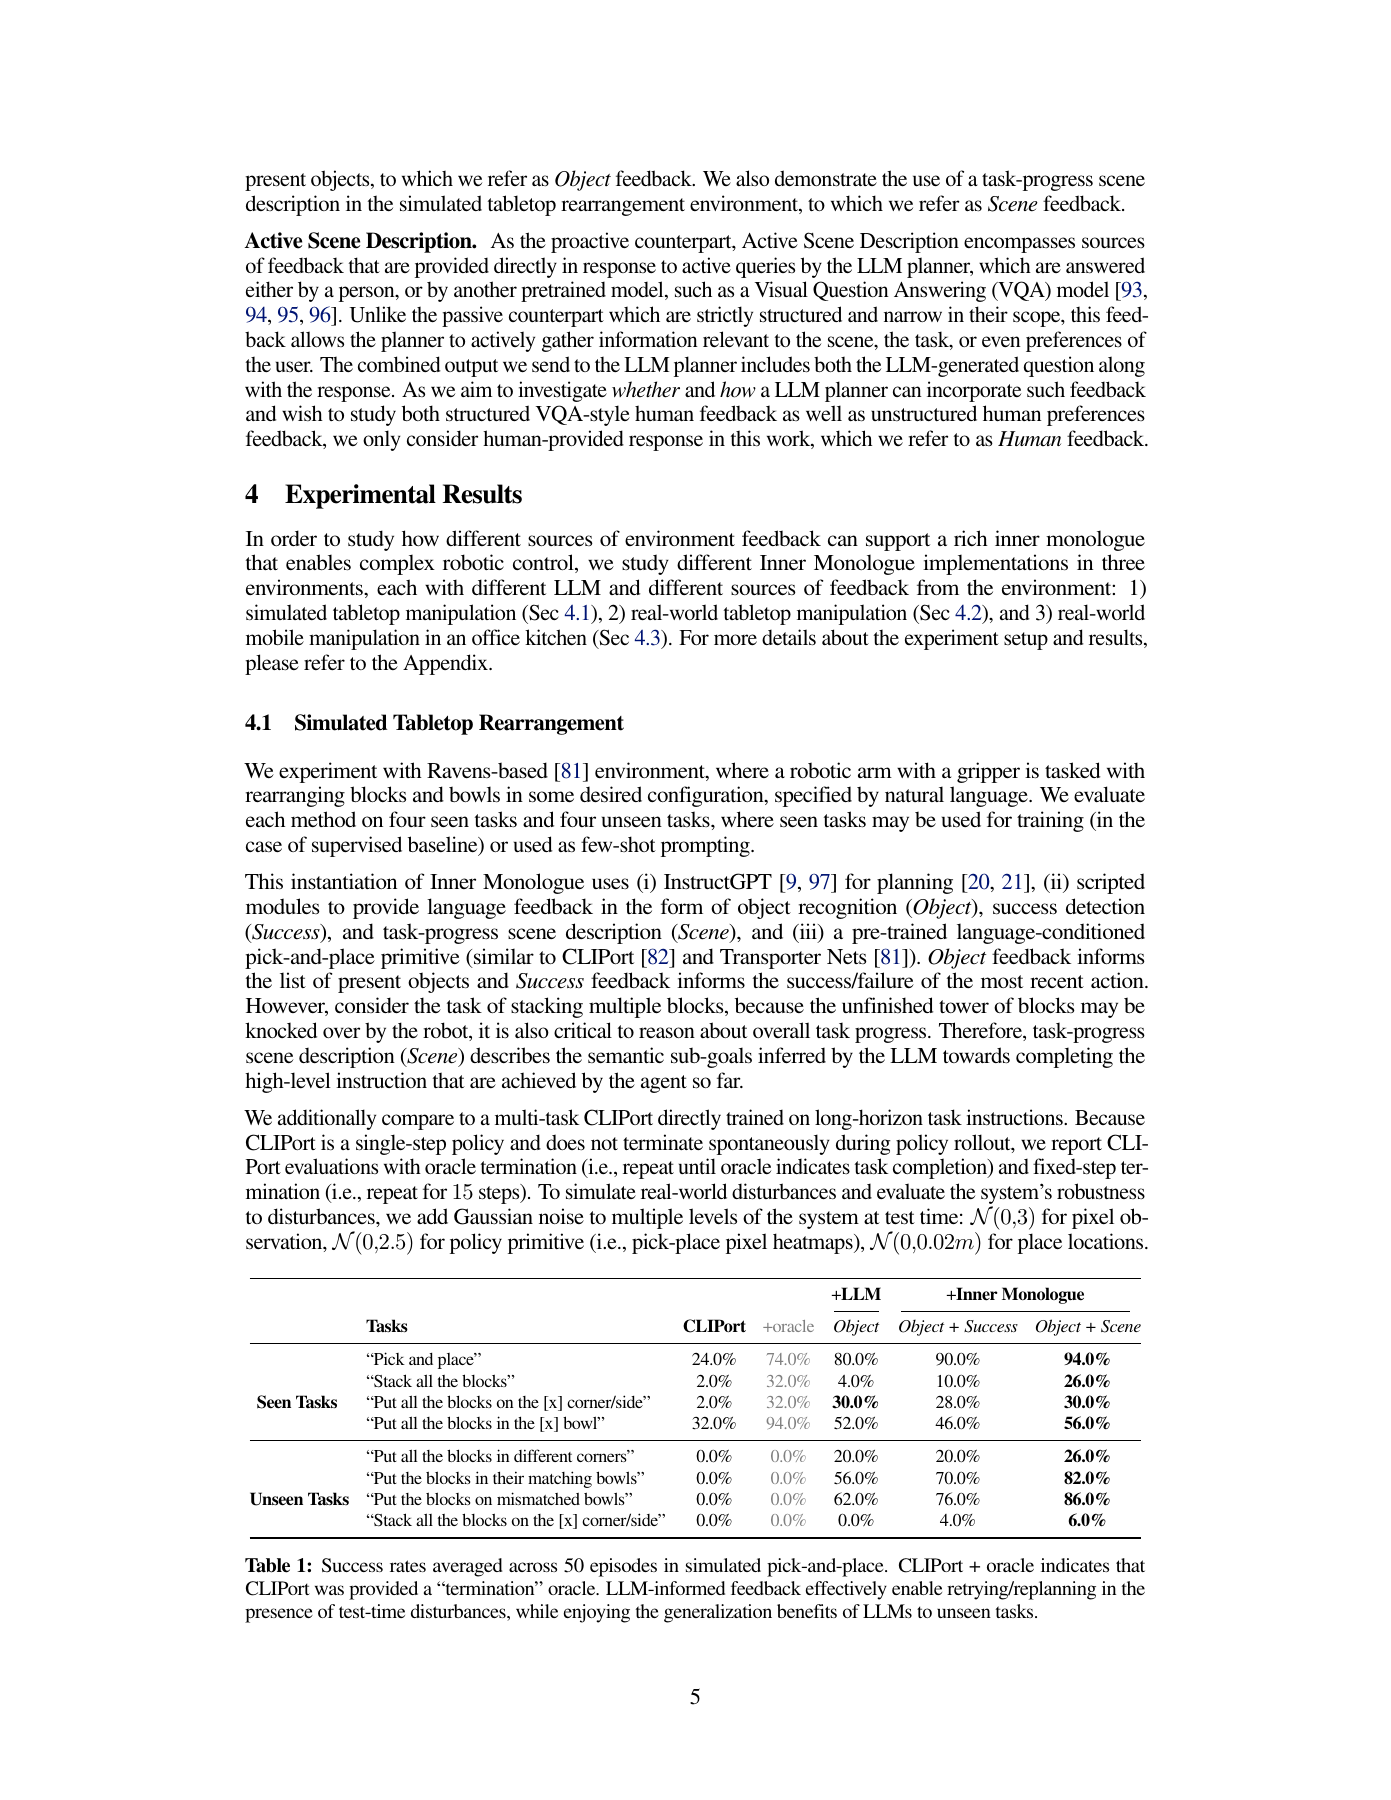 present objects, to which we refer as Object feedback. We also demonstrate the use of a task-progress scene
description in the simulated tabletop rearrangement environment, to which we refer as Scene feedback.
Active Scene Description. As the proactive counterpart, Active Scene Description encompasses sources
of feedback that are provided directly in response to active queries by the LLM planner, which are answered
either by a person, or by another pretrained model, such as a Visual Question Answering (VQA) model [93,
94, 95, 96]. Unlike the passive counterpart which are strictly structured and narrow in their scope, this feed-
back allows the planner to actively gather information relevant to the scene, the task, or even preferences of
the user. The combined output we send to the LLM planner includes both the LLM-generated question along
with the response. As we aim to investigate whether and how a LLM planner can incorporate such feedback
and wish to study both structured VQA-style human feedback as well as unstructured human preferences
feedback, we only consider human-provided response in this work, which we refer to as Human feedback.
4 Experimental Results
In order to study how different sources of environment feedback can support a rich inner monologue
that enables complex robotic control, we study different Inner Monologue implementations in three
environments, each with different LLM and different sources of feedback from the environment: 1)
simulated tabletop manipulation (Sec 4.1), 2) real-world tabletop manipulation (Sec 4.2), and 3) real-world
mobile manipulation in an office kitchen (Sec 4.3). For more details about the experiment setup and results,
please refer to the Appendix.
4.1 Simulated Tabletop Rearrangement
We experiment with Ravens-based [81] environment, where a robotic arm with a gripper is tasked with
rearranging blocks and bowls in some desired configuration, specified by natural language. We evaluate
each method on four seen tasks and four unseen tasks, where seen tasks may be used for training (in the
case of supervised baseline) or used as few-shot prompting.
This instantiation of Inner Monologue uses (i) InstructGPT [9, 97] for planning [20, 21], (ii) scripted
modules to provide language feedback in the form of object recognition (Object), success detection
(Success), and task-progress scene description (Scene), and (iii) a pre-trained language-conditioned
pick-and-place primitive (similar to CLIPort [82] and Transporter Nets [81]). Object feedback informs
the list of present objects and Success feedback informs the success/failure of the most recent action.
However, consider the task of stacking multiple blocks, because the unfinished tower of blocks may be
knocked over by the robot, it is also critical to reason about overall task progress. Therefore, task-progress
scene description (Scene) describes the semantic sub-goals inferred by the LLM towards completing the
high-level instruction that are achieved by the agent so far.
We additionally compare to a multi-task CLIPort directly trained on long-horizon task instructions. Because
CLIPort is a single-step policy and does not terminate spontaneously during policy rollout, we report CLI-
Port evaluations with oracle termination (i.e., repeat until oracle indicates task completion) and fixed-step ter-
mination (i.e., repeat for 15 steps). To simulate real-world disturbances and evaluate the system's robustness
to disturbances, we add Gaussian noise to multiple levels of the system at test time: 𝒩(0,3) for pixel ob-
servation, 𝒩(0,2.5) for policy primitive (i.e., pick-place pixel heatmaps), 𝒩(0,0.02m) for place locations.
+LLM +Inner Monologue
Tasks CLIPort +oracle Object Object + Success Object + Scene
“Pick and place” 24.0% 74.0% 80.0% 90.0% 94.0%
“Stack all the blocks” 2.0% 32.0% 4.0% 10.0% 26.0%
Seen Tasks “Put all the blocks on the [x] corner/side” 2.0% 32.0% 30.0% 28.0% 30.0%
“Put all the blocks in the [x] bowl” 32.0% 94.0% 52.0% 46.0% 56.0%
“Put all the blocks in different corners” 0.0% 0.0% 20.0% 20.0% 26.0%
“Put the blocks in their matching bowls” 0.0% 0.0% 56.0% 70.0% 82.0%
Unseen Tasks “Put the blocks on mismatched bowls” 0.0% 0.0% 62.0% 76.0% 86.0%
“Stack all the blocks on the [x] corner/side” 0.0% 0.0% 0.0% 4.0% 6.0%
Table 1: Success rates averaged across 50 episodes in simulated pick-and-place. CLIPort + oracle indicates that
CLIPort was provided a “termination” oracle. LLM-informed feedback effectively enable retrying/replanning in the
presence of test-time disturbances, while enjoying the generalization benefits of LLMs to unseen tasks.
5